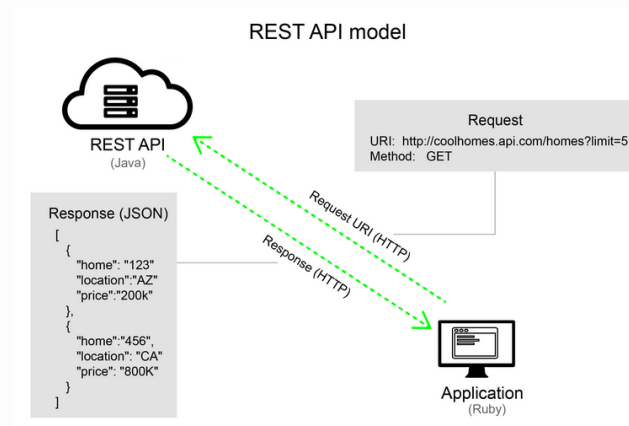 REST API model
REST API
(Java)
Request
URI: http://coolhomes.api.com/homes?limit=5
Method: GET
Request URI (HTTP)
Response (HTTP)
Response (JSON)
[
{
"home": "123"
"location":"AZ"
"price":"200k"
},
{
"home":"456",
"location": "CA"
"price": "800K"
}
]
Application
(Ruby)